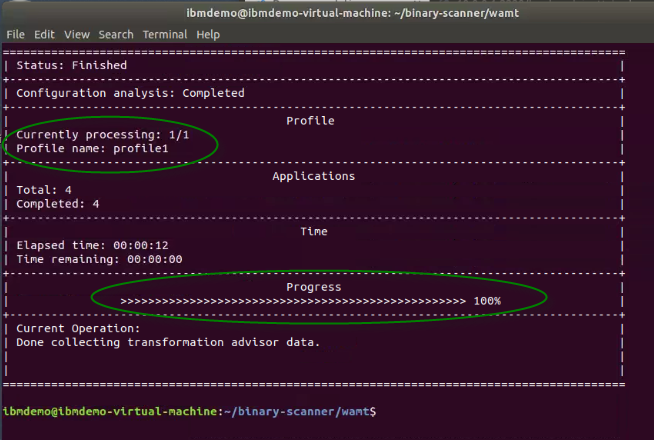 ibmdemo@ibmdemo-virtual-machine: ~/binary-scanner/wamt
File Edit View Search Terminal Help
Status: Finished
Configuration analysis: Completed
Profile
Currently processing: 1/1
Profile name: profile1
Applications
Total: 4
Completed: 4
Time
Elapsed time: 00:00:12
Time remaining: 00:00:00
Progress
>>>>>>>>>>>>>>>>>>>>>>>>>>>>>>>>>>>>>>>>>>>>>>>>>> 100%
Current Operation:
Done collecting transformation advisor data.
ibmdemo@ibmdemo-virtual-machine:~/binary-scanner/wamt$